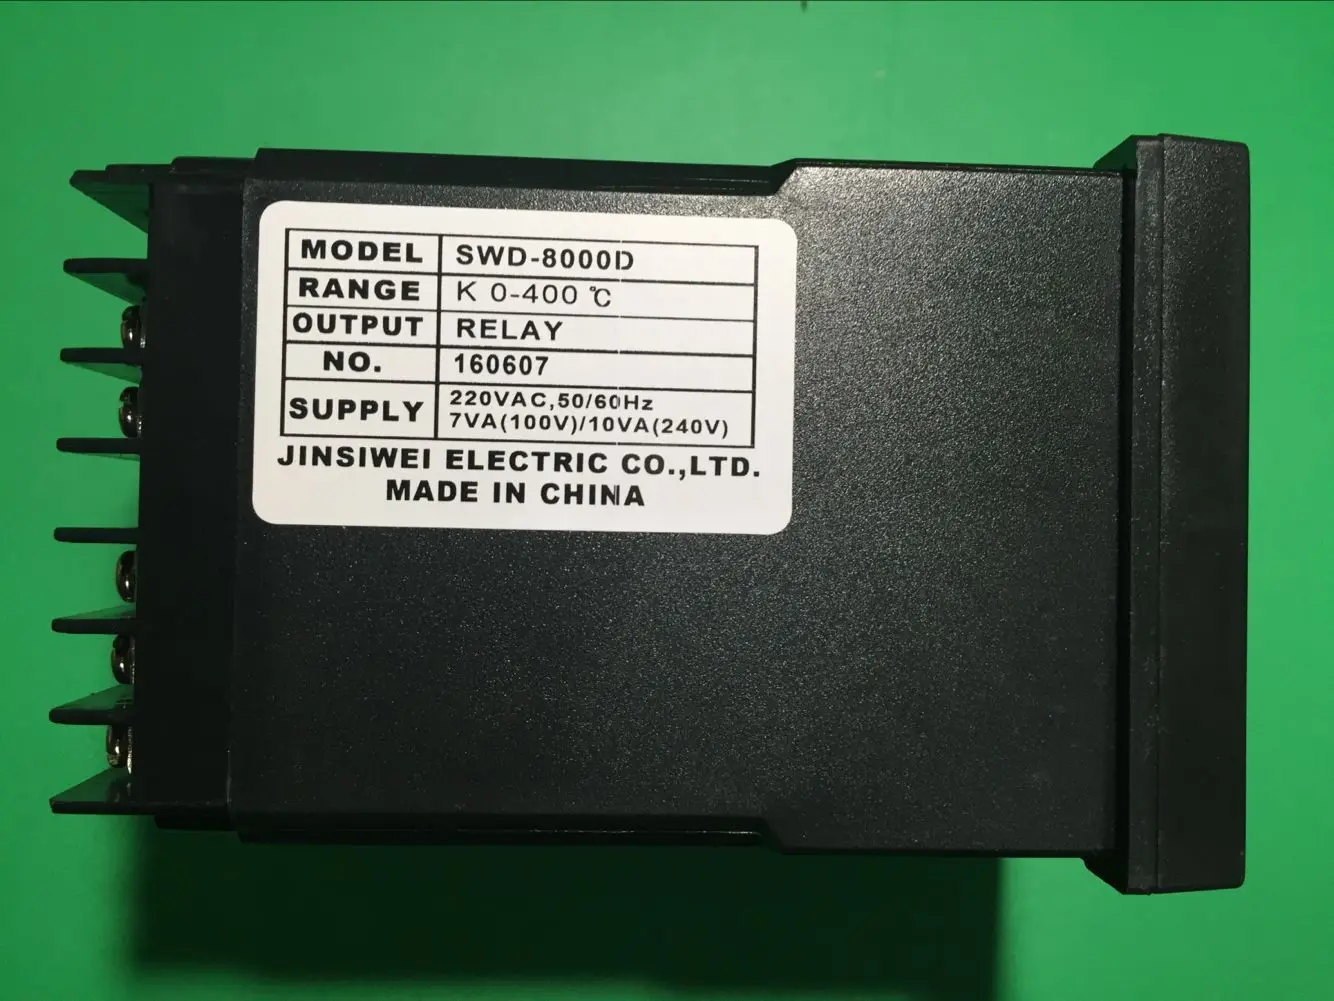 MODEL SWD-8000D
RANGE K 0-400 ℃
OUTPUT RELAY
NO. 160607
SUPPLY 220VAC,50/60Hz
7VA(100V)/10VA(240V)
JINSIWEI ELECTRIC CO.,LTD.
MADE IN CHINA